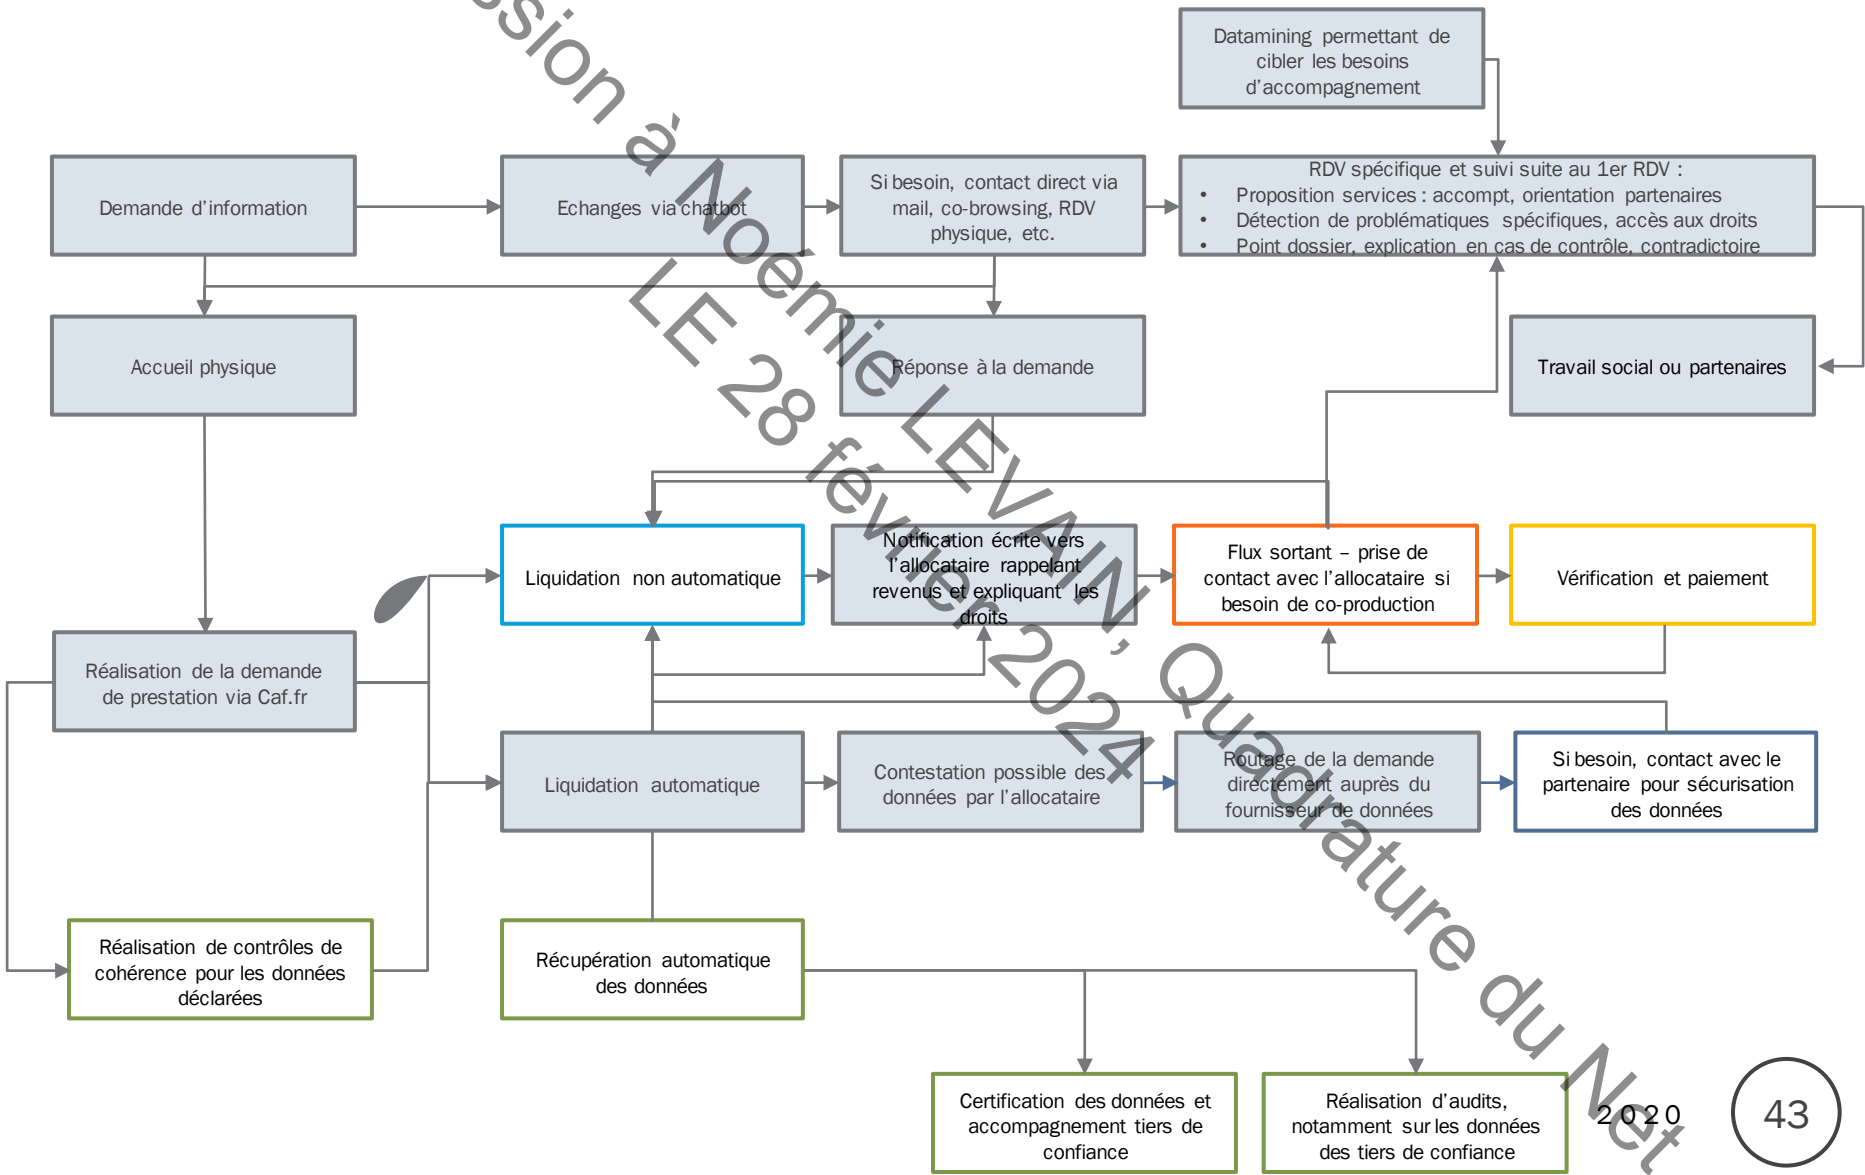 Datamining permettant de
cibler les besoins
d'accompagnement
Demande d'information
Echanges via chatbot
Si besoin, contact direct via
mail, co-browsing, RDV
physique, etc.
RDV spécifique et suivi suite au 1er RDV :
• Proposition services : accompt, orientation partenaires
• Détection de problématiques spécifiques, accès aux droits
• Point dossier, explication en cas de contrôle, contradictoire
Accueil physique
Réponse à la demande
Travail social ou partenaires
Liquidation non automatique
Notification écrite vers
l'allocataire rappelant
revenus et expliquant les
droits
Flux sortant – prise de
contact avec l'allocataire si
besoin de co-production
Vérification et paiement
Réalisation de la demande
de prestation via Caf.fr
Liquidation automatique
Contestation possible des
données par l'allocataire
Routage de la demande
directement auprès du
fournisseur de données
Si besoin, contact avec le
partenaire pour sécurisation
des données
Réalisation de contrôles de
cohérence pour les données
déclarées
Récupération automatique
des données
Certification des données et
accompagnement tiers de
confiance
Réalisation d'audits,
notamment sur les données
des tiers de confiance
2020
43
ssion à Noémie LEVAIN, Quadrature du Net
LE 28 février 2024